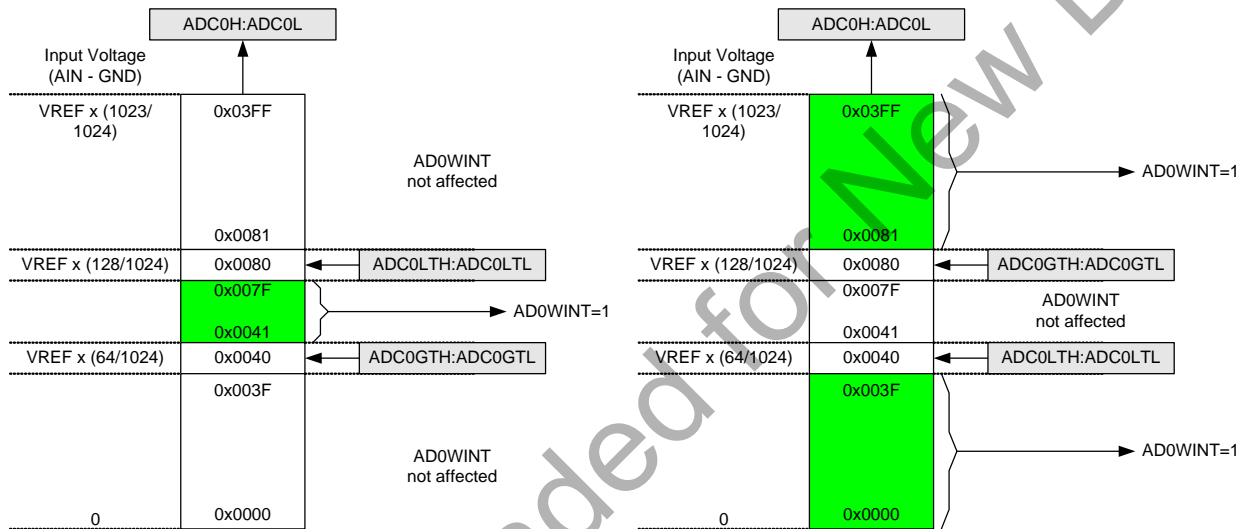 ADC0H:ADC0L
Input Voltage
(AIN - GND)
VREF x (1023/
1024)
0x03FF
AD0WINT
not affected
0x0081
VREF x (128/1024)
0x0080
ADC0LTH:ADC0LTL
0x007F
AD0WINT=1
0x0041
VREF x (64/1024)
0x0040
ADC0GTH:ADC0GTL
0x003F
AD0WINT
not affected
0
0x0000
ADC0H:ADC0L
Input Voltage
(AIN - GND)
VREF x (1023/
1024)
0x03FF
AD0WINT=1
0x0081
VREF x (128/1024)
0x0080
ADC0GTH:ADC0GTL
0x007F
AD0WINT
not affected
0x0041
VREF x (64/1024)
0x0040
ADC0LTH:ADC0LTL
0x003F
AD0WINT=1
0
0x0000
ded for New D